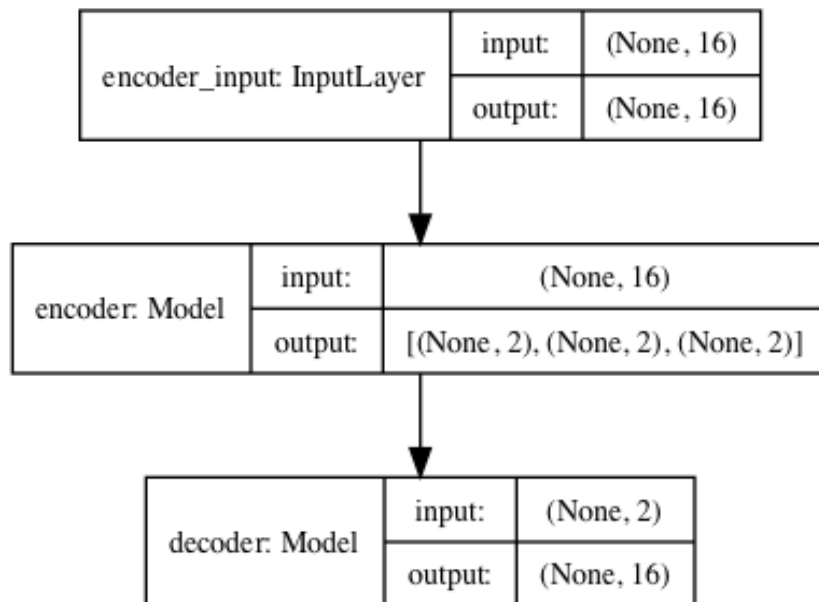 encoder_input: InputLayer
input:
(None, 16)
output:
(None, 16)
encoder: Model
input:
(None, 16)
output:
[(None, 2), (None, 2), (None, 2)]
decoder: Model
input:
(None, 2)
output:
(None, 16)